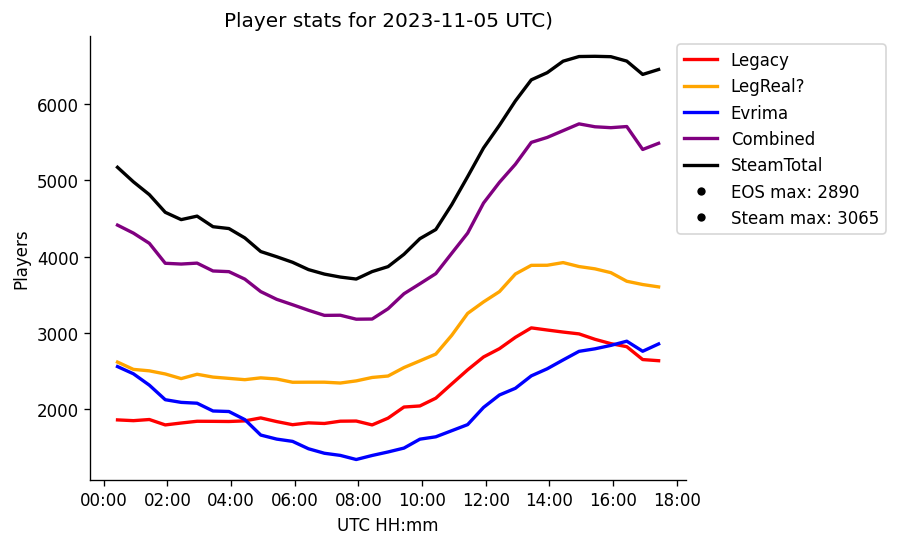 Player stats for 2023-11-05 UTC)
Legacy
LegReal?
Evrima
Combined
SteamTotal
EOS max: 2890
Steam max: 3065
Players
6000
5000
4000
3000
2000
00:00 02:00 04:00 06:00 08:00 10:00 12:00 14:00 16:00 18:00
UTC HH:mm